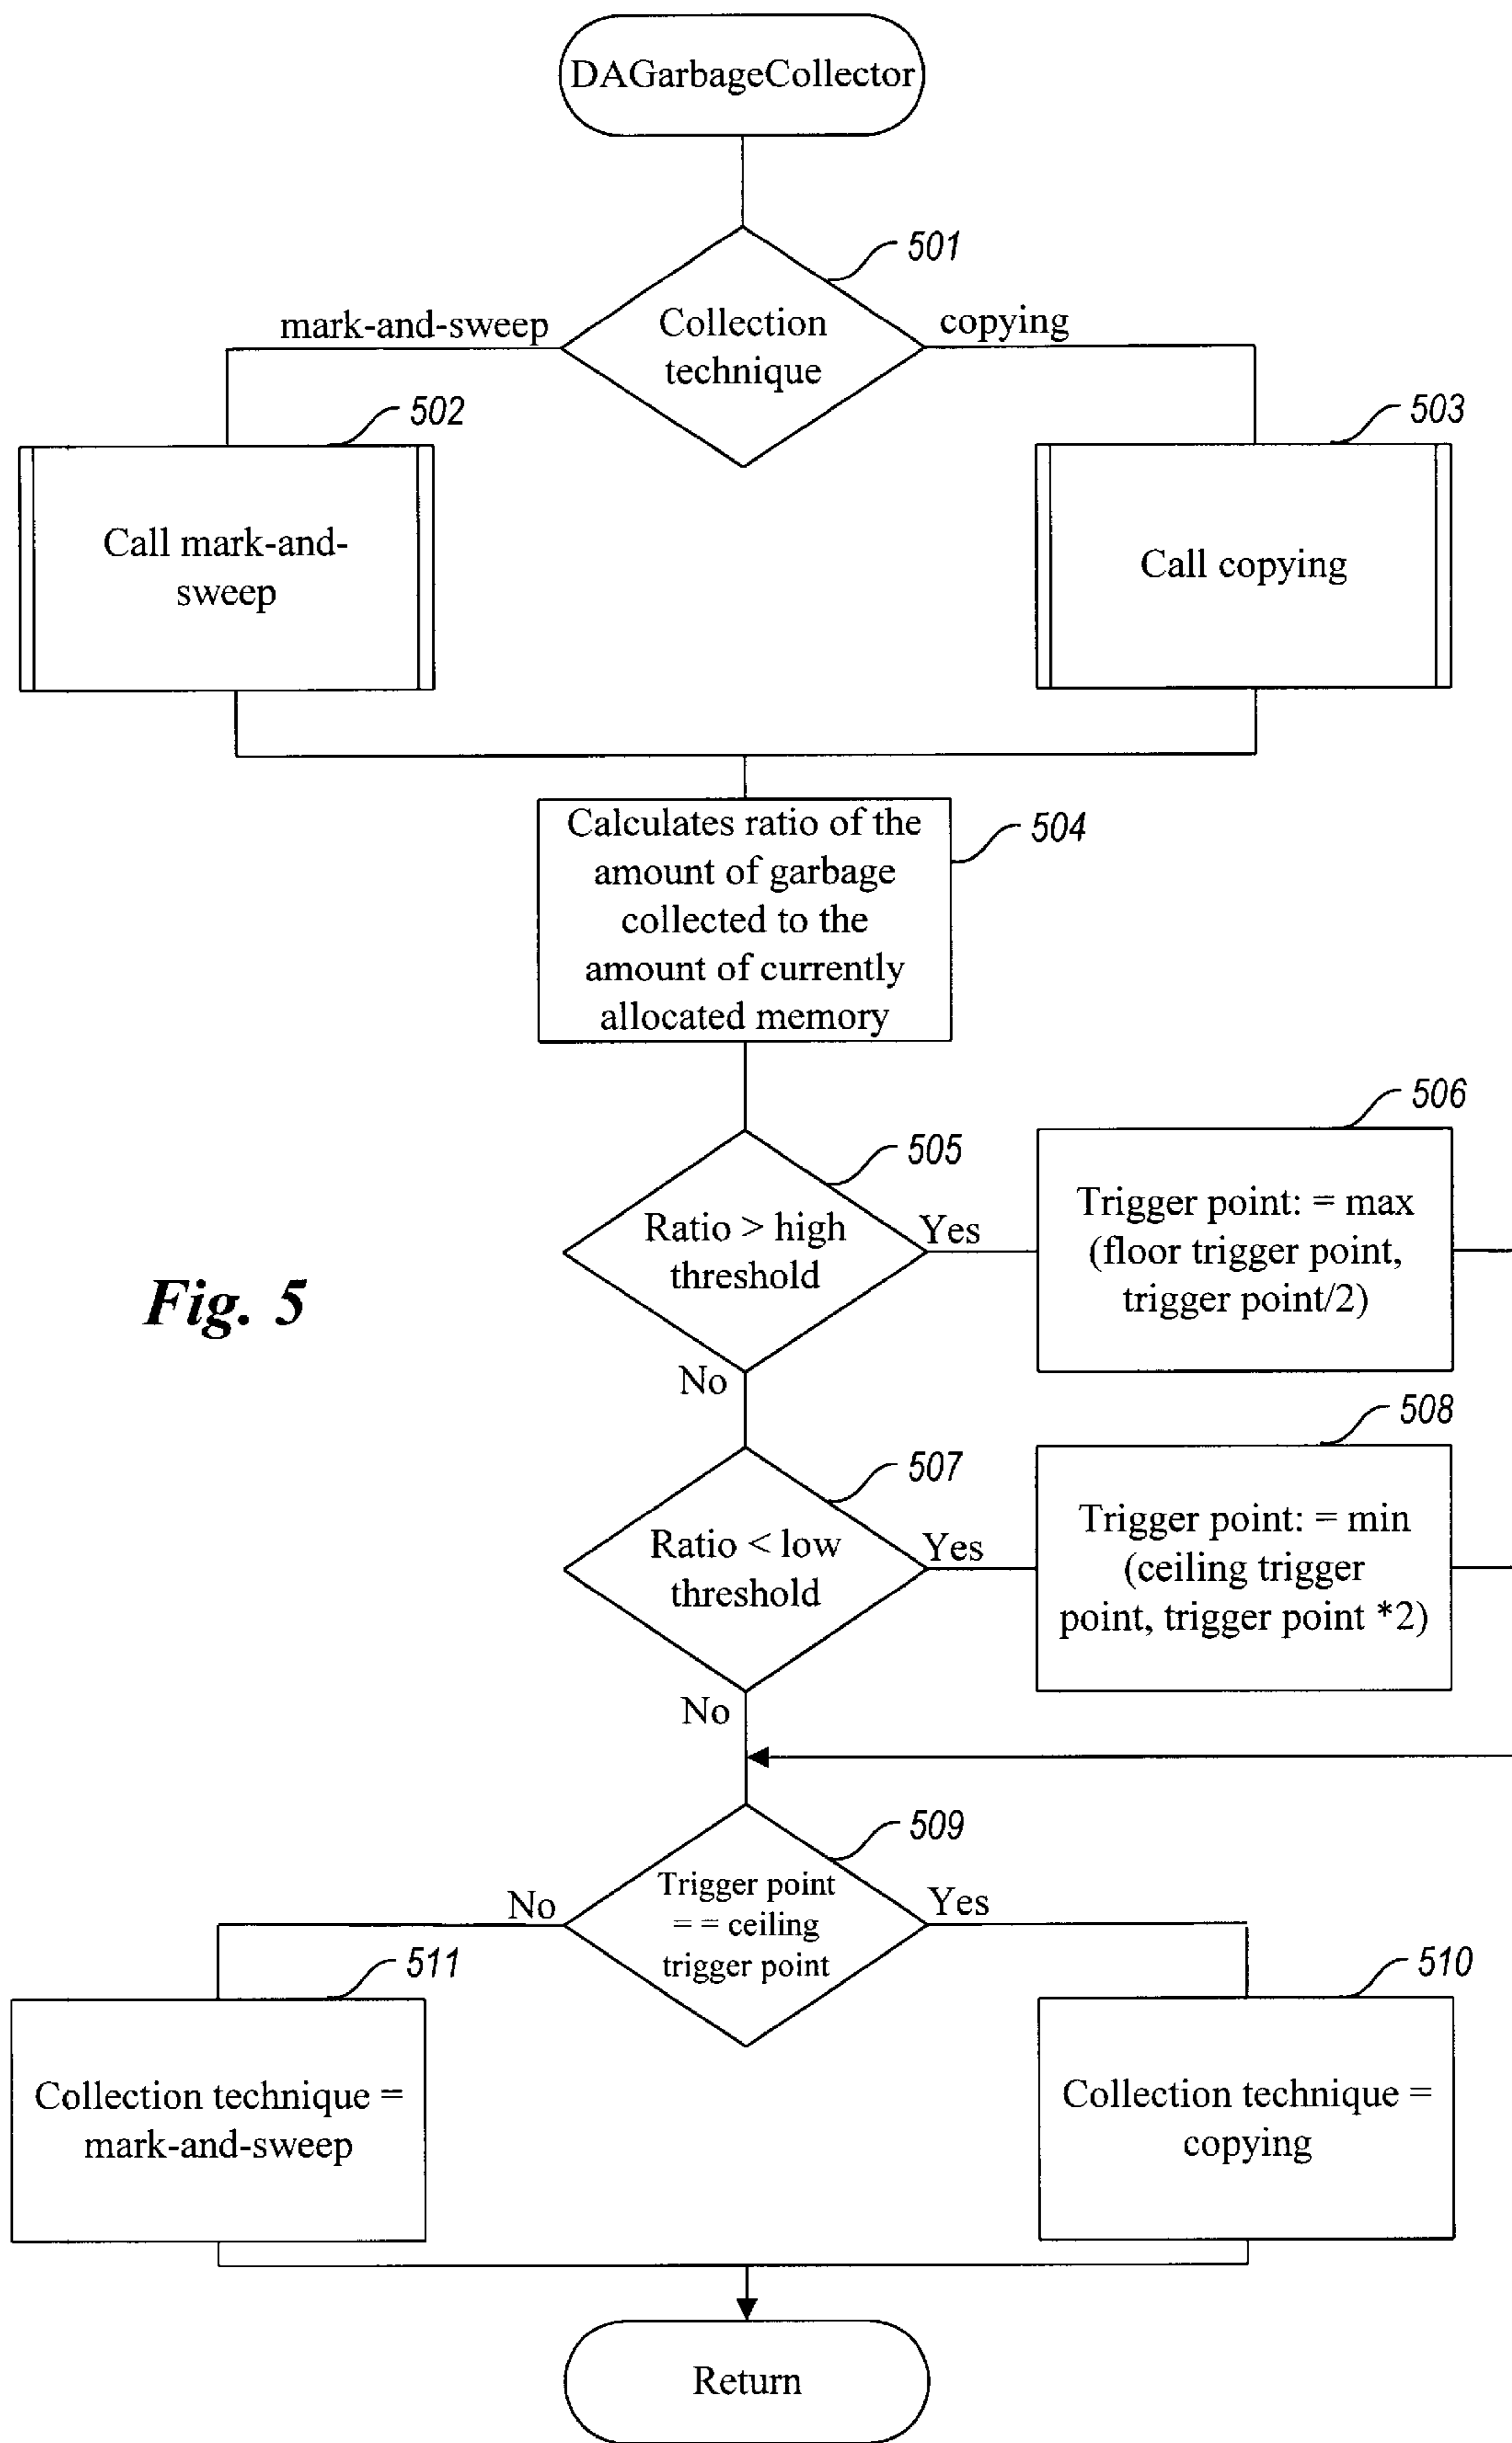 DAGarbageCollector
501
mark-and-sweep
Collection
technique
copying
502
503
Call mark-and-
sweep
Call copying
Calculates ratio of the
amount of garbage
collected to the
amount of currently
allocated memory
504
505
506
Ratio > high
threshold
Yes
Trigger point: = max
(floor trigger point,
trigger point/2)
Fig. 5
No
507
508
Ratio < low
threshold
Yes
Trigger point: = min
(ceiling trigger
point, trigger point *2)
No
509
No
Trigger point
= = ceiling
trigger point
Yes
511
510
Collection technique =
mark-and-sweep
Collection technique =
copying
Return